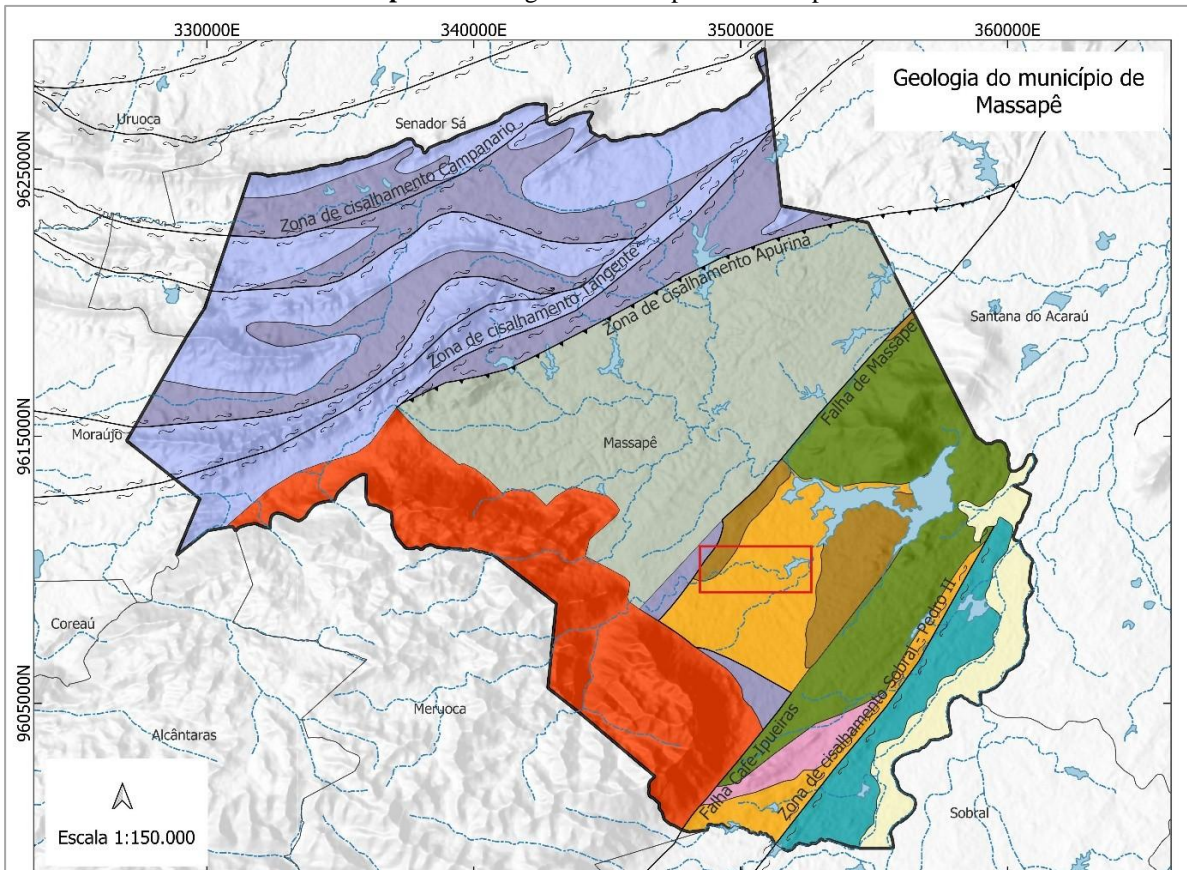 330000E 340000E 350000E 360000E
Geologia do município de
Massapê
Uruoca
Senador Sá
9625000N
Zona de cisalhamento Campanario
Zona de cisalhamento Tangente
Zona de cisalhamento Apurina
Santana do Acaraú
Falha de Massapê
9615000N
Moraújo
Massapê
Coreaú
Zona de cisalhamento Sobral - Pedro II
9605000N
Meruoca
Alcântaras
Falha Cafe-Ipueiras
Sobral
Escala 1:150.000